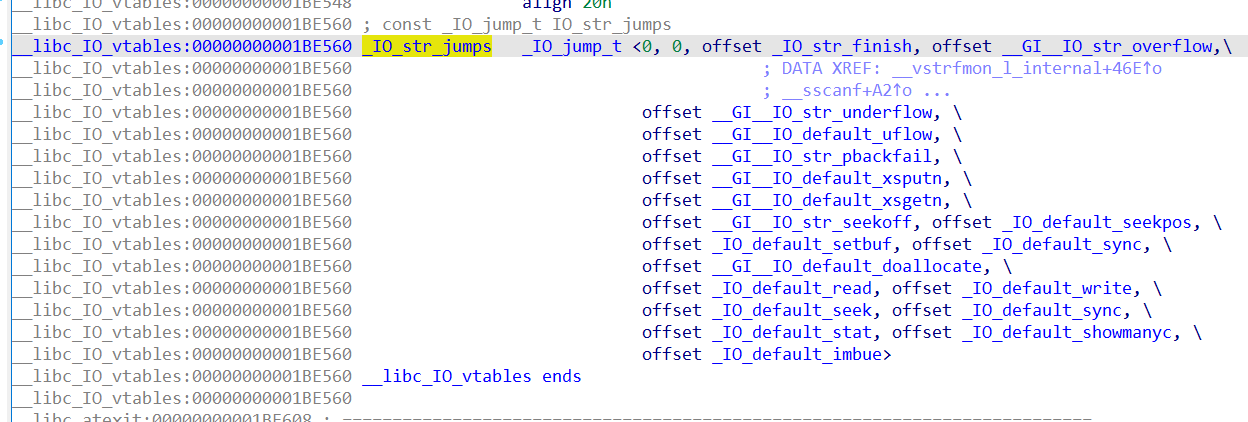 __libc_IO_vtables:00000000001BE548 align 20h
__libc_IO_vtables:00000000001BE560 ; const _IO_jump_t IO_str_jumps
__libc_IO_vtables:00000000001BE560 _IO_str_jumps _IO_jump_t <0, 0, offset _IO_str_finish, offset __GI__IO_str_overflow,\
__libc_IO_vtables:00000000001BE560 ; DATA XREF: __vstrfmon_l_internal+46E↑o
__libc_IO_vtables:00000000001BE560 ; __sscanf+A2↑o ...
__libc_IO_vtables:00000000001BE560 offset __GI__IO_str_underflow, \
__libc_IO_vtables:00000000001BE560 offset __GI__IO_default_uflow, \
__libc_IO_vtables:00000000001BE560 offset __GI__IO_str_pbackfail, \
__libc_IO_vtables:00000000001BE560 offset __GI__IO_default_xsputn, \
__libc_IO_vtables:00000000001BE560 offset __GI__IO_default_xsgetn, \
__libc_IO_vtables:00000000001BE560 offset __GI__IO_str_seekoff, offset _IO_default_seekpos, \
__libc_IO_vtables:00000000001BE560 offset _IO_default_setbuf, offset _IO_default_sync, \
__libc_IO_vtables:00000000001BE560 offset __GI__IO_default_doallocate, \
__libc_IO_vtables:00000000001BE560 offset _IO_default_read, offset _IO_default_write, \
__libc_IO_vtables:00000000001BE560 offset _IO_default_seek, offset _IO_default_sync, \
__libc_IO_vtables:00000000001BE560 offset _IO_default_stat, offset _IO_default_showmanyc, \
__libc_IO_vtables:00000000001BE560 offset _IO_default_imbue>
__libc_IO_vtables:00000000001BE560 __libc_IO_vtables ends
__libc_IO_vtables:00000000001BE560
__libc_atexit:00000000001BE608 ; ===========================================================================